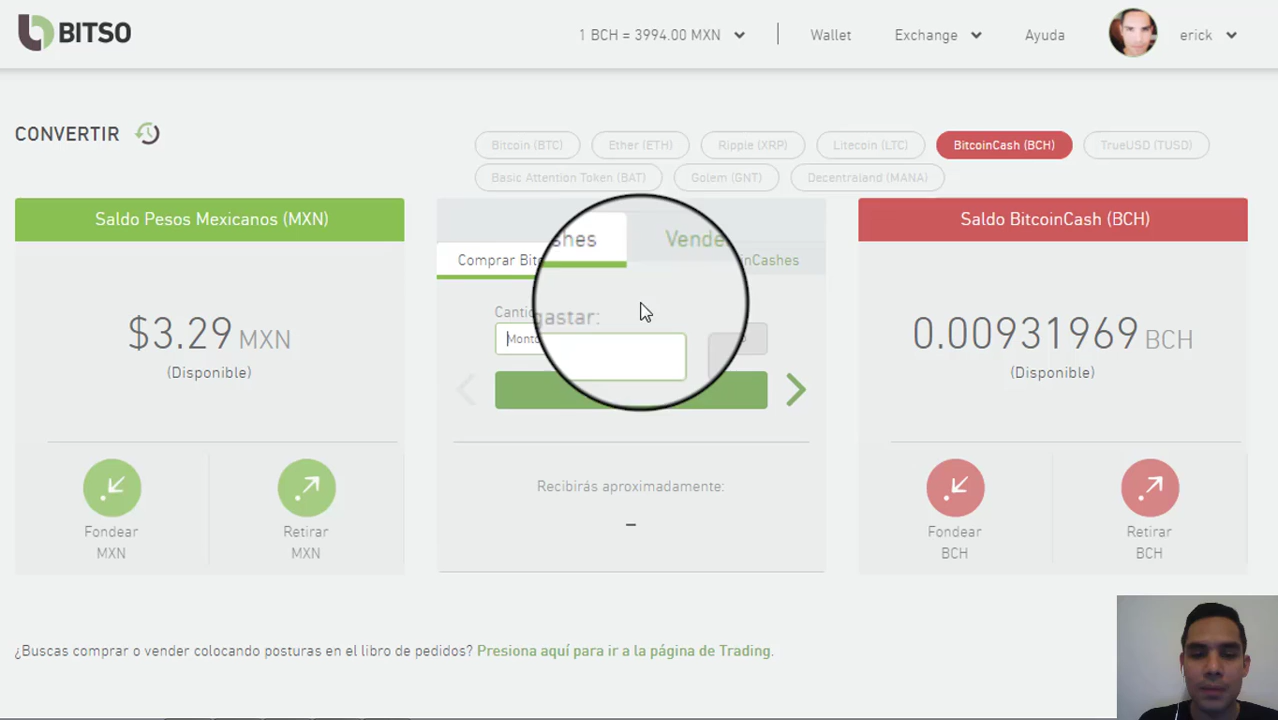 BITSO
1 BCH = 3994.00 MXN
Wallet
Exchange
Ayuda
erick
CONVERTIR
Bitcoin (BTC)
Ether (ETH)
Ripple (XRP)
Litecoin (LTC)
BitcoinCash (BCH)
TrueUSD (TUSD)
Basic Attention Token (BAT)
Golem (GNT)
Decentraland (MANA)
Saldo Pesos Mexicanos (MXN)
$3.29 MXN
(Disponible)
Fondear
MXN
Retirar
MXN
Comprar
gastar:
Recibirás aproximadamente:
–
Saldo BitcoinCash (BCH)
0.00931969 BCH
(Disponible)
Fondear
BCH
Retirar
BCH
¿Buscas comprar o vender colocando posturas en el libro de pedidos? Presiona aquí para ir a la página de Trading.